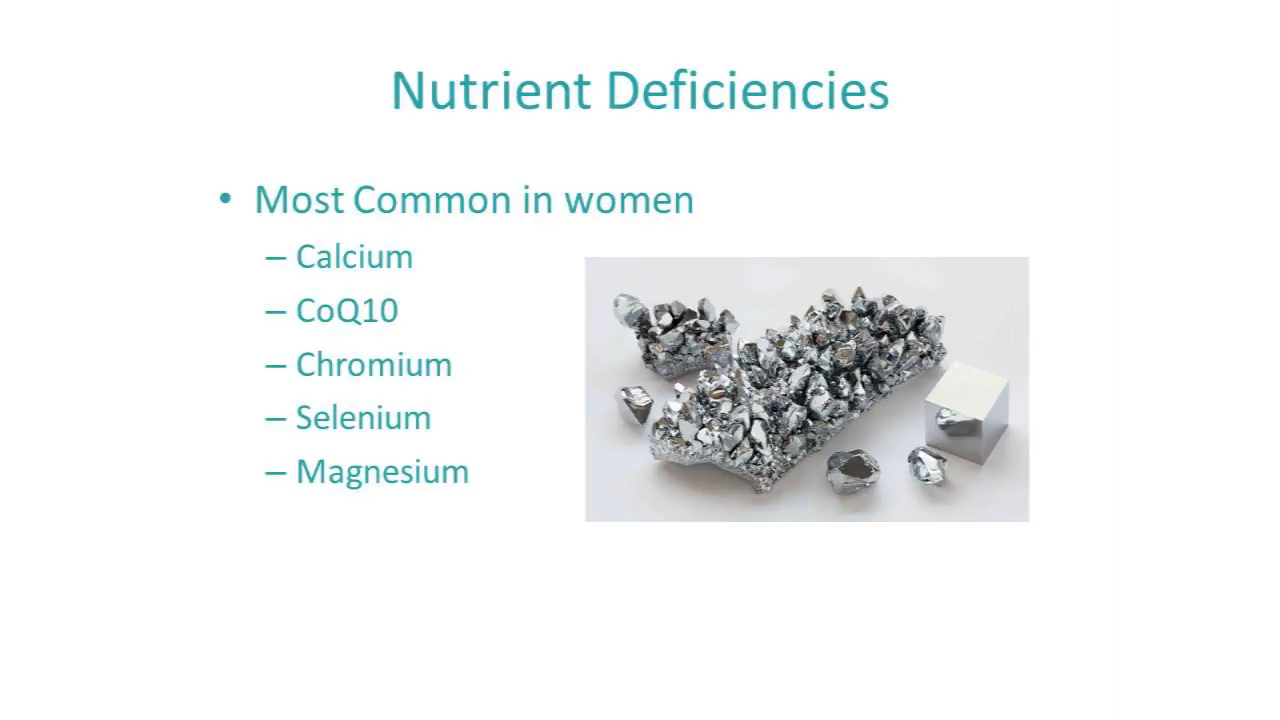 Nutrient Deficiencies
• Most Common in women
– Calcium
– CoQ10
– Chromium
– Selenium
– Magnesium